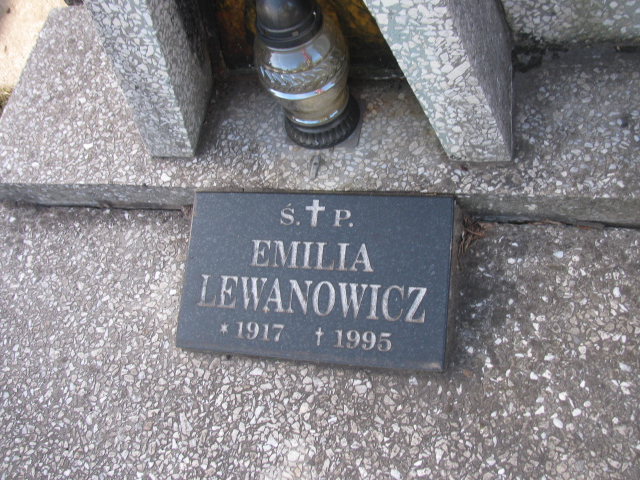 Ś. ✝ P.
EMILIA
LEWANOWICZ
* 1917 ✝ 1995